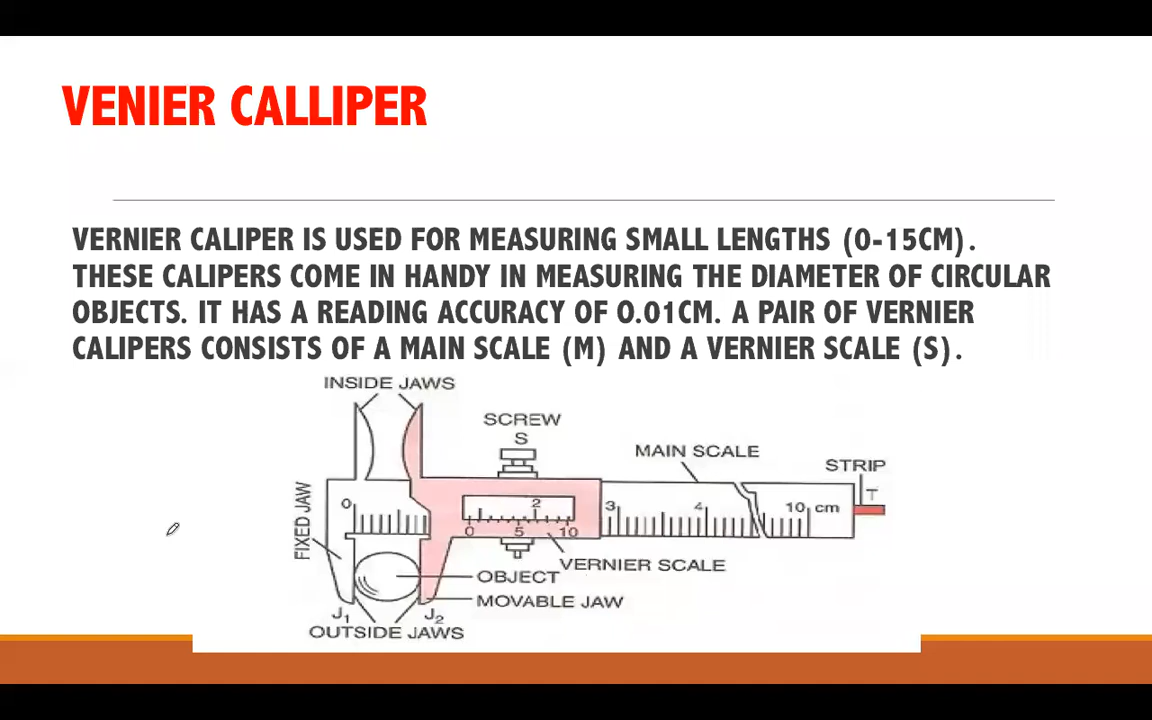 VENIER CALLIPER
VERNIER CALIPER IS USED FOR MEASURING SMALL LENGTHS (0-15CM).
THESE CALIPERS COME IN HANDY IN MEASURING THE DIAMETER OF CIRCULAR
OBJECTS. IT HAS A READING ACCURACY OF 0.01CM. A PAIR OF VERNIER
CALIPERS CONSISTS OF A MAIN SCALE (M) AND A VERNIER SCALE (S).
INSIDE JAWS
SCREW
S
MAIN SCALE
STRIP
T
FIXED JAW
0
2
3
4
10 cm
0 5 10
VERNIER SCALE
OBJECT
MOVABLE JAW
J1 J2
OUTSIDE JAWS